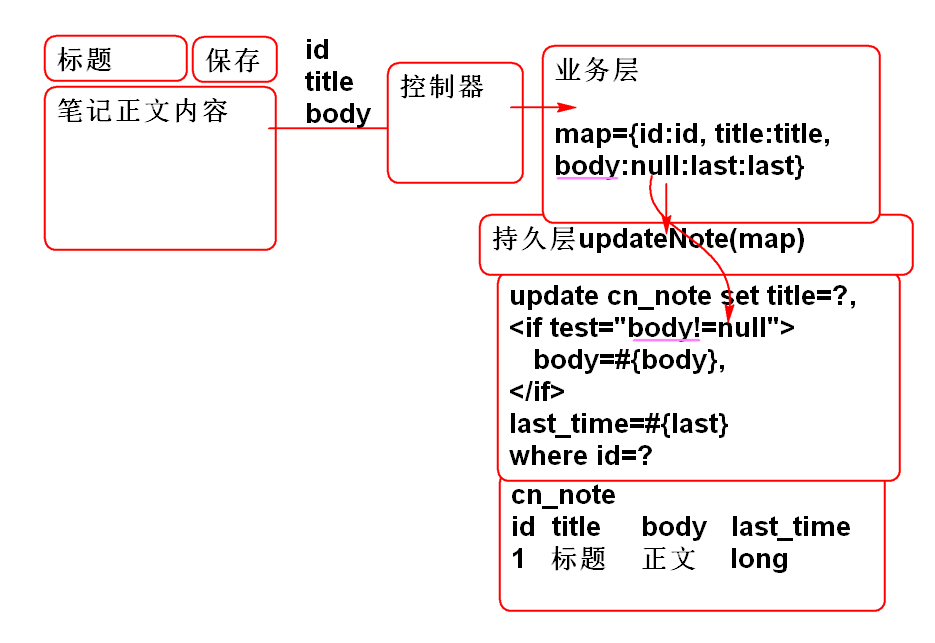 标题
保存
笔记正文内容
id
title
body
控制器
业务层
map={id:id, title:title,
body:null:last:last}
持久层updateNote(map)
update cn_note set title=?,
<if test="body!=null">
body=#{body},
</if>
last_time=#{last}
where id=?
cn_note
id title body last_time
1 标题 正文 long